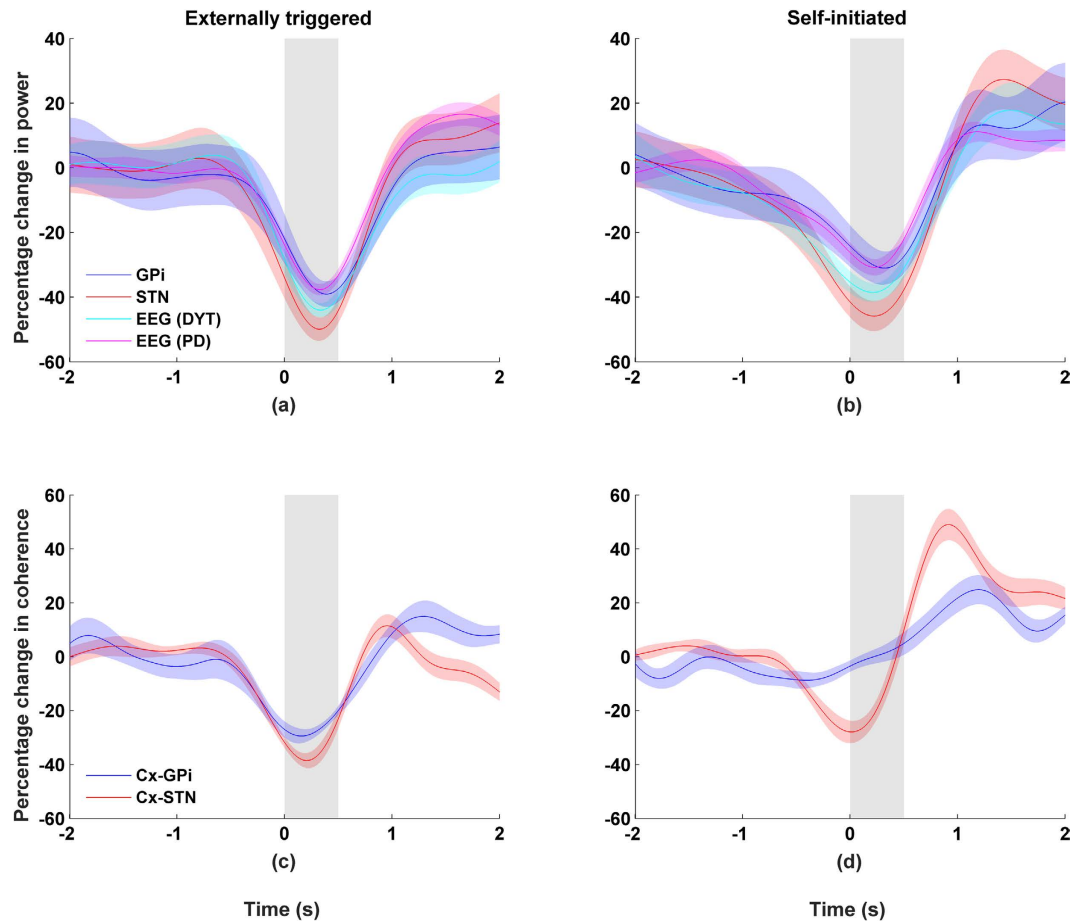 Externally triggered
Self-initiated
Percentage change in power
40
20
0
-20
-40
-60
GPi
STN
EEG (DYT)
EEG (PD)
-2 -1 0 1 2
(a)
40
20
0
-20
-40
-60
-2 -1 0 1 2
(b)
Percentage change in coherence
60
40
20
0
-20
-40
-60
Cx-GPi
Cx-STN
-2 -1 0 1 2
(c)
60
40
20
0
-20
-40
-60
-2 -1 0 1 2
(d)
Time (s)
Time (s)